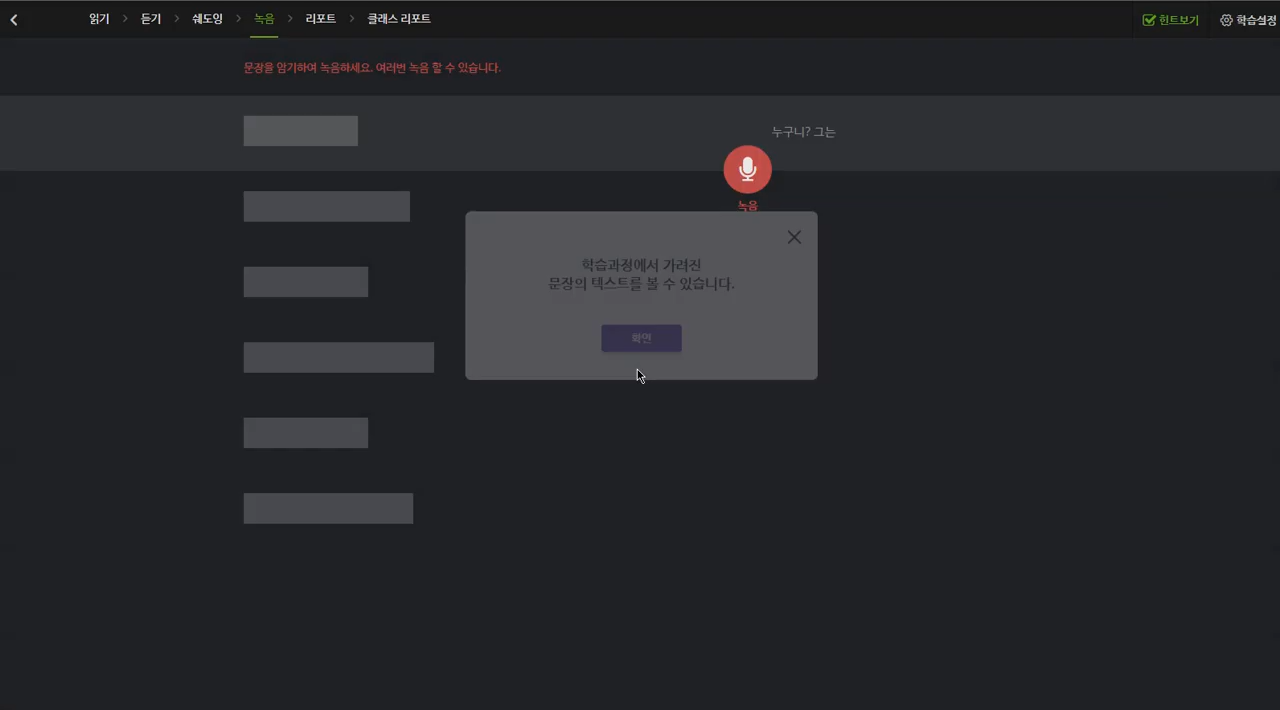 읽기 > 듣기 > 쉐도잉 > 녹음 > 리포트 > 클래스 리포트
힌트보기 학습설정
문장을 암기하여 녹음하세요. 여러번 녹음 할 수 있습니다.
누구니? 그는
녹음
학습과정에서 가려진
문장의 텍스트를 볼 수 있습니다.
확인